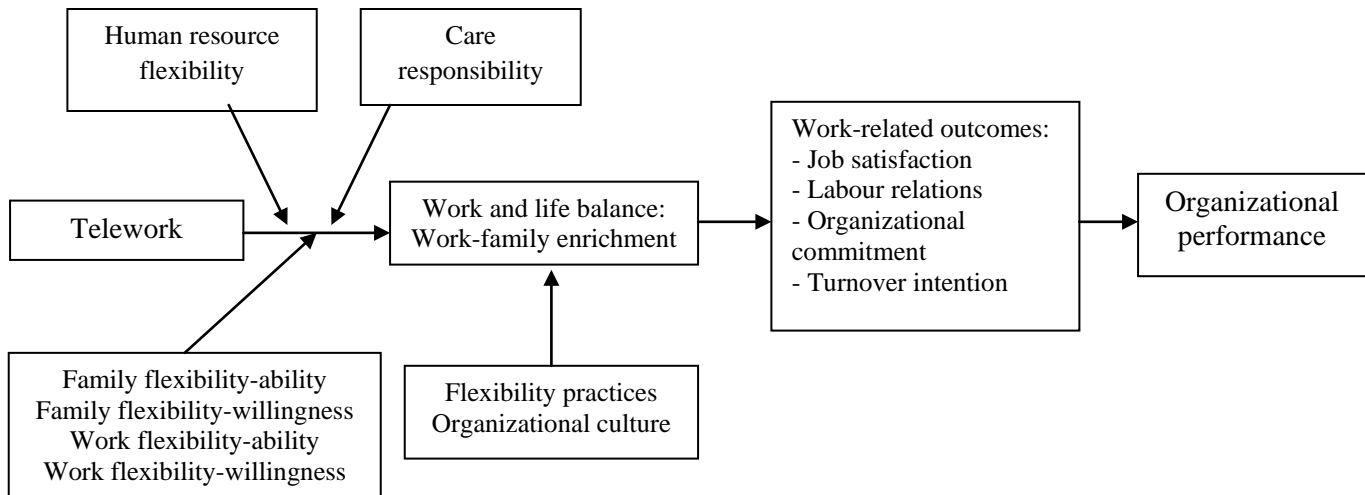 Human resource
flexibility
Care
responsibility
Telework
Work and life balance:
Work-family enrichment
Work-related outcomes:
- Job satisfaction
- Labour relations
- Organizational
commitment
- Turnover intention
Organizational
performance
Family flexibility-ability
Family flexibility-willingness
Work flexibility-ability
Work flexibility-willingness
Flexibility practices
Organizational culture